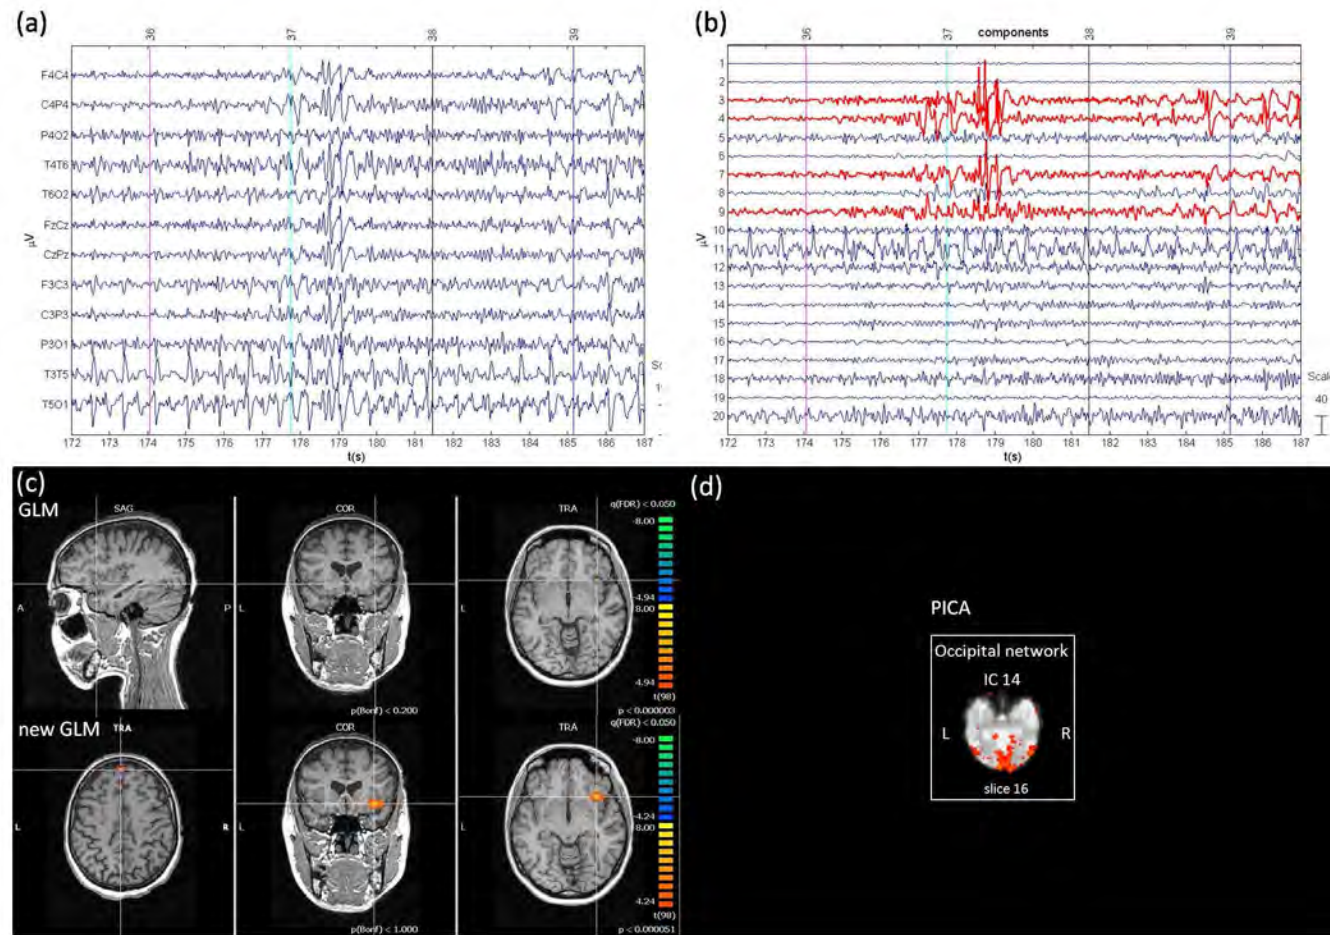 (a)
36
37
38
39
F4C4
C4P4
P4O2
T4T6
T6O2
FzCz
CzPz
F3C3
C3P3
P3O1
T3T5
T5O1
µV
172 173 174 175 176 177 178 179 180 181 182 183 184 185 186 187
t(s)
(b)
36
37
components
38
39
1
2
3
4
5
6
7
8
9
10
11
12
13
14
15
16
17
18
19
20
µV
Scale
40
172 173 174 175 176 177 178 179 180 181 182 183 184 185 186 187
t(s)
(c)
GLM
SAG
A
P
COR
L
p(Bonf) < 0.200
TRA
L
q(FDR) < 0.050
-8.00
-4.94
8.00
4.94
t(98)
p < 0.000003
new GLM
TRA
L
R
COR
L
p(Bonf) < 1.000
TRA
L
q(FDR) < 0.050
-8.00
-4.24
8.00
4.24
t(98)
p < 0.000051
(d)
PICA
Occipital network
IC 14
L
R
slice 16